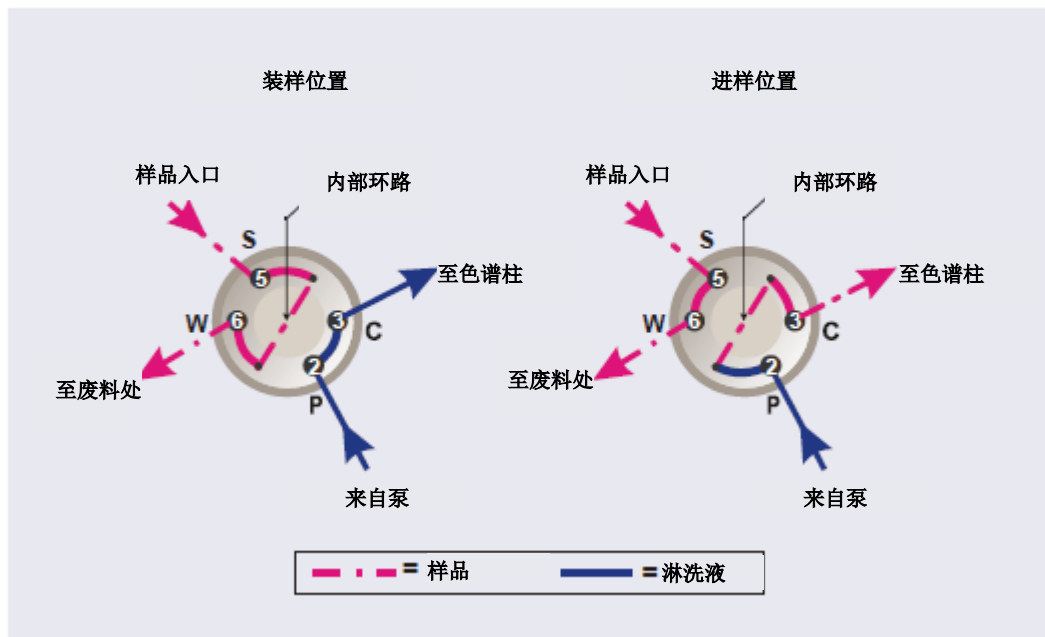 装样位置
进样位置
样品入口
内部环路
S
5
至色谱柱
W
6
3
C
2
至废料处
P
来自泵
样品入口
内部环路
S
5
至色谱柱
W
6
3
C
2
至废料处
P
来自泵
= 样品
= 淋洗液